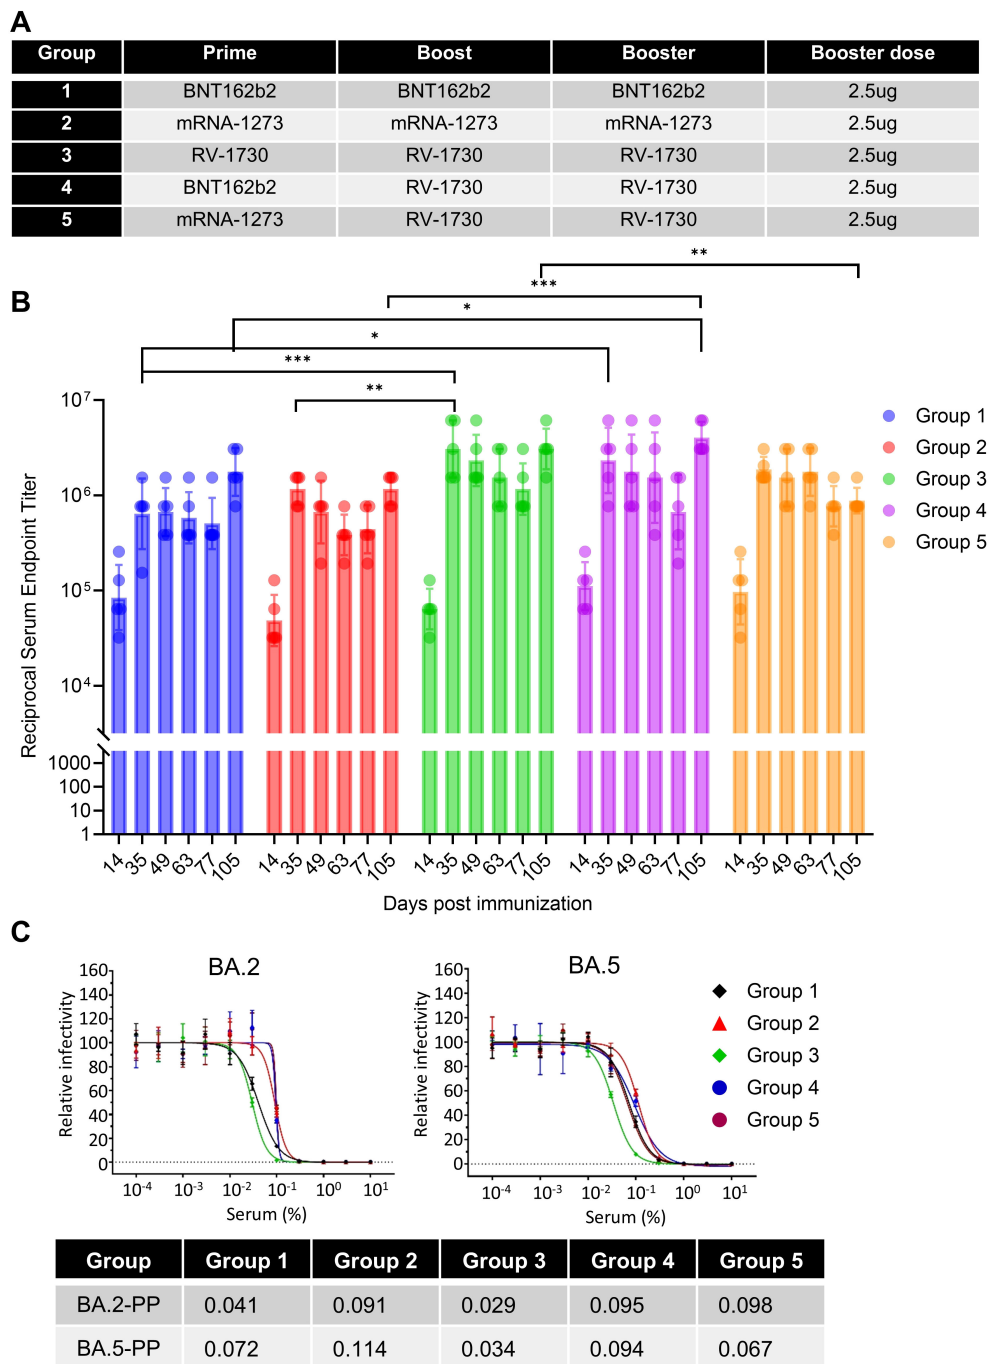 A
Group Prime Boost Booster Booster dose
1 BNT162b2 BNT162b2 BNT162b2 2.5ug
2 mRNA-1273 mRNA-1273 mRNA-1273 2.5ug
3 RV-1730 RV-1730 RV-1730 2.5ug
4 BNT162b2 RV-1730 RV-1730 2.5ug
5 mRNA-1273 RV-1730 RV-1730 2.5ug
B
**
***
*
*
***
**
Reciprocal Serum Endpoint Titer
10⁷
10⁶
10⁵
10⁴
1000
100
10
1
14 35 49 63 77 105 14 35 49 63 77 105 14 35 49 63 77 105 14 35 49 63 77 105 14 35 49 63 77 105
Days post immunization
Group 1
Group 2
Group 3
Group 4
Group 5
C
BA.2
Relative infectivity
160
140
120
100
80
60
40
20
0
10⁻⁴ 10⁻³ 10⁻² 10⁻¹ 10⁰ 10¹
Serum (%)
BA.5
Relative infectivity
160
140
120
100
80
60
40
20
0
10⁻⁴ 10⁻³ 10⁻² 10⁻¹ 10⁰ 10¹
Serum (%)
Group 1
Group 2
Group 3
Group 4
Group 5
Group Group 1 Group 2 Group 3 Group 4 Group 5
BA.2-PP 0.041 0.091 0.029 0.095 0.098
BA.5-PP 0.072 0.114 0.034 0.094 0.067